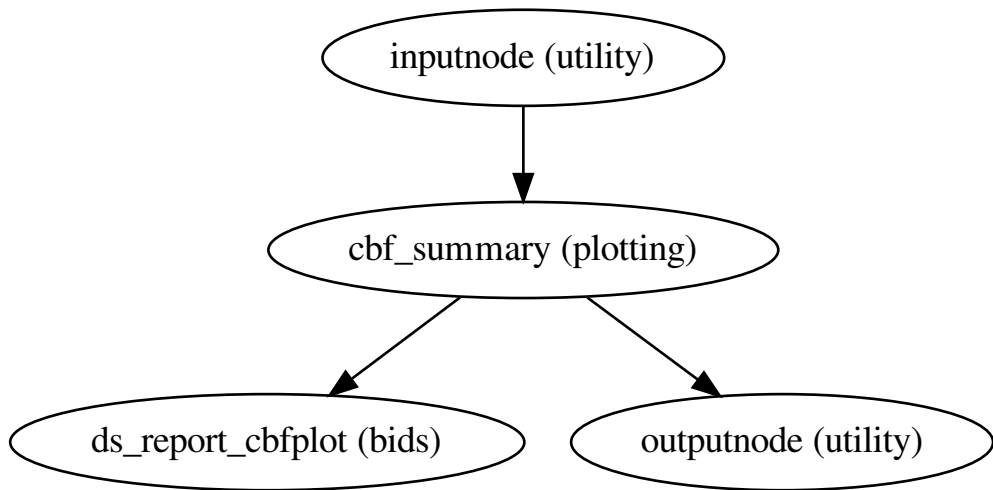 inputnode (utility)
cbf_summary (plotting)
ds_report_cbfplot (bids)
outputnode (utility)